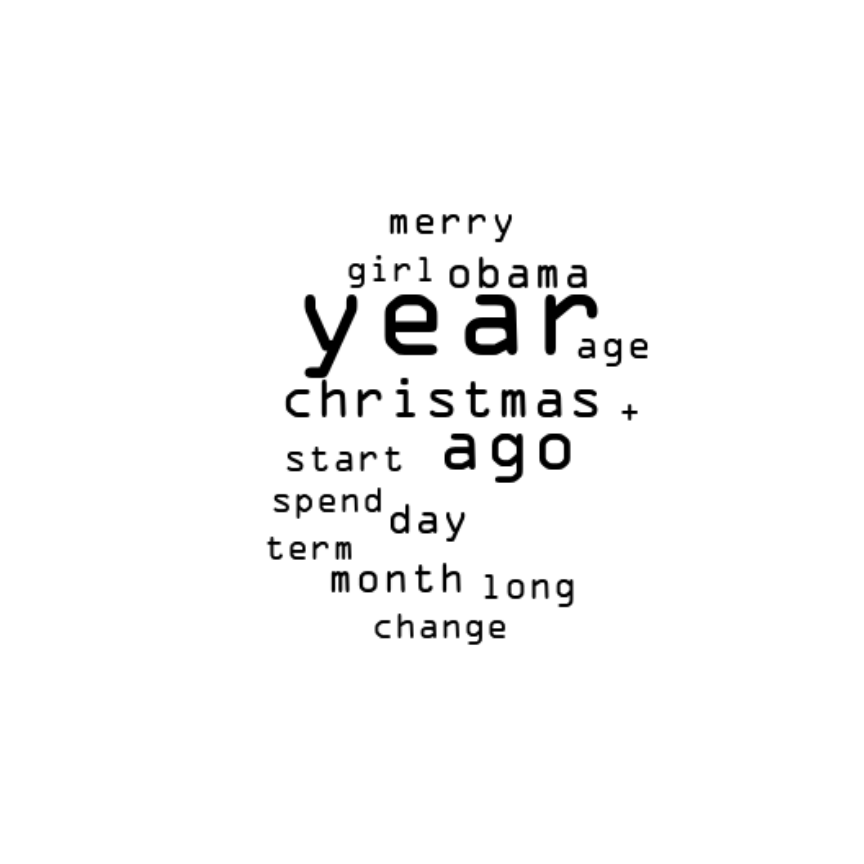 merry
girl obama
year
age
christmas +
start ago
spend day
term
month long
change